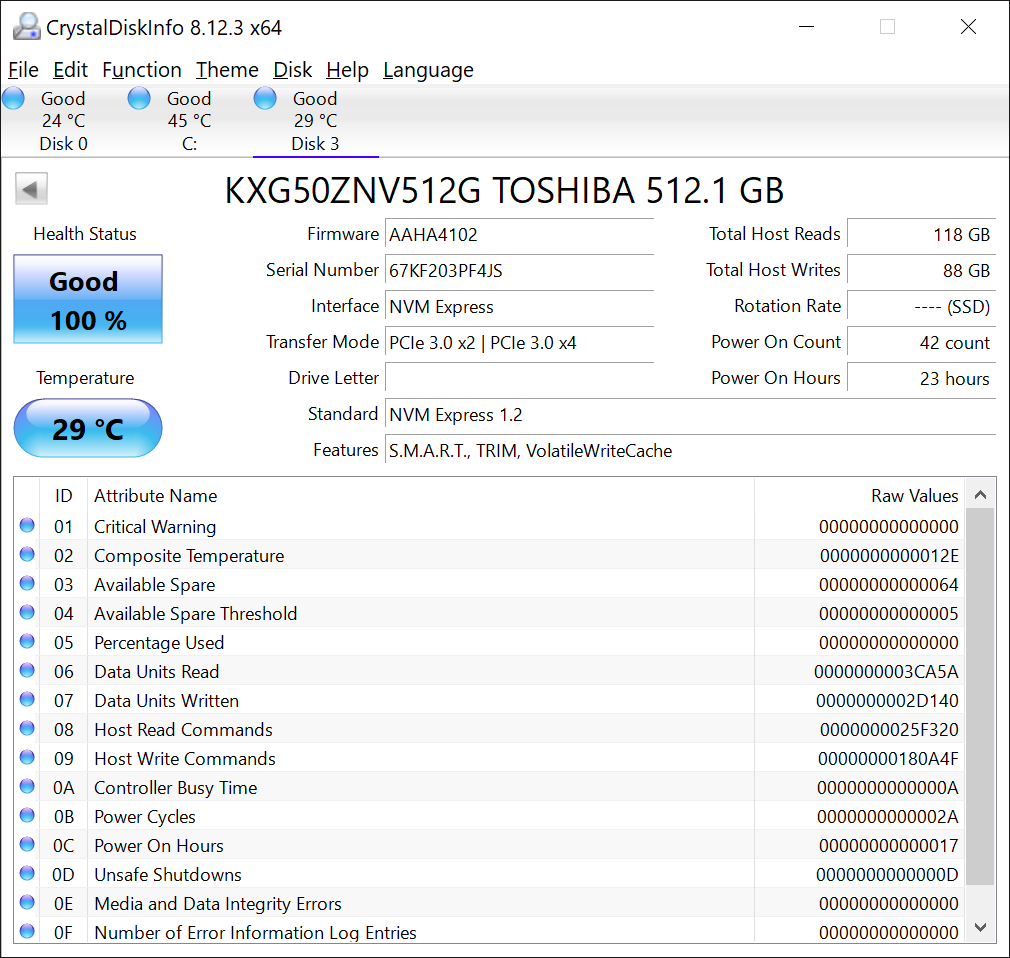 CrystalDiskInfo 8.12.3 x64
File Edit Function Theme Disk Help Language
Good Good Good
24 °C 45 °C 29 °C
Disk 0 C: Disk 3
KXG50ZNV512G TOSHIBA 512.1 GB
Health Status
Good
100 %
Temperature
29 °C
Firmware AAHA4102
Serial Number 67KF203PF4JS
Interface NVM Express
Transfer Mode PCIe 3.0 x2 | PCIe 3.0 x4
Drive Letter
Standard NVM Express 1.2
Features S.M.A.R.T., TRIM, VolatileWriteCache
Total Host Reads 118 GB
Total Host Writes 88 GB
Rotation Rate ---- (SSD)
Power On Count 42 count
Power On Hours 23 hours
ID Attribute Name Raw Values
01 Critical Warning 00000000000000
02 Composite Temperature 0000000000012E
03 Available Spare 00000000000064
04 Available Spare Threshold 00000000000005
05 Percentage Used 00000000000000
06 Data Units Read 0000000003CA5A
07 Data Units Written 0000000002D140
08 Host Read Commands 0000000025F320
09 Host Write Commands 00000000180A4F
0A Controller Busy Time 0000000000000A
0B Power Cycles 0000000000002A
0C Power On Hours 00000000000017
0D Unsafe Shutdowns 0000000000000D
0E Media and Data Integrity Errors 00000000000000
0F Number of Error Information Log Entries 00000000000000